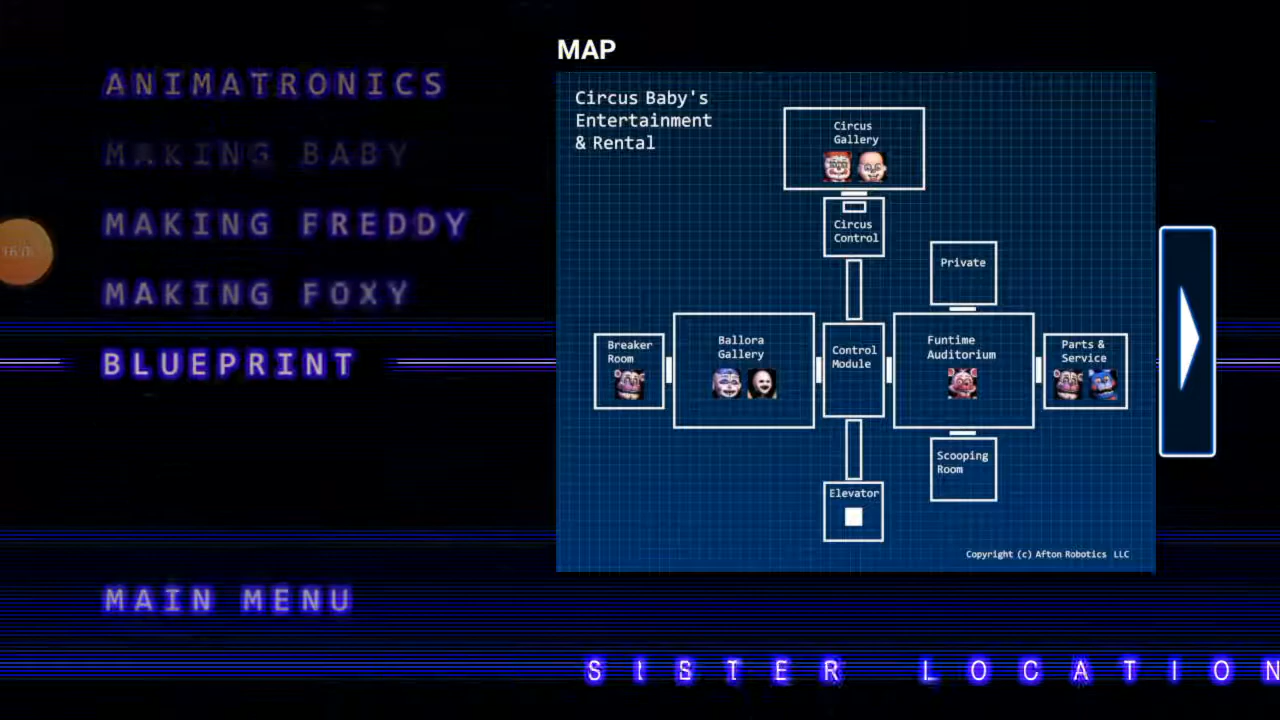 ANIMATRONICS
MAKING BABY
MAKING FREDDY
MAKING FOXY
BLUEPRINT
MAIN MENU
MAP
Circus Baby's
Entertainment
& Rental
Circus
Gallery
Circus
Control
Private
Breaker
Room
Ballora
Gallery
Control
Module
Funtime
Auditorium
Parts &
Service
Scooping
Room
Elevator
Copyright (c) Afton Robotics LLC
SISTER LOCATION